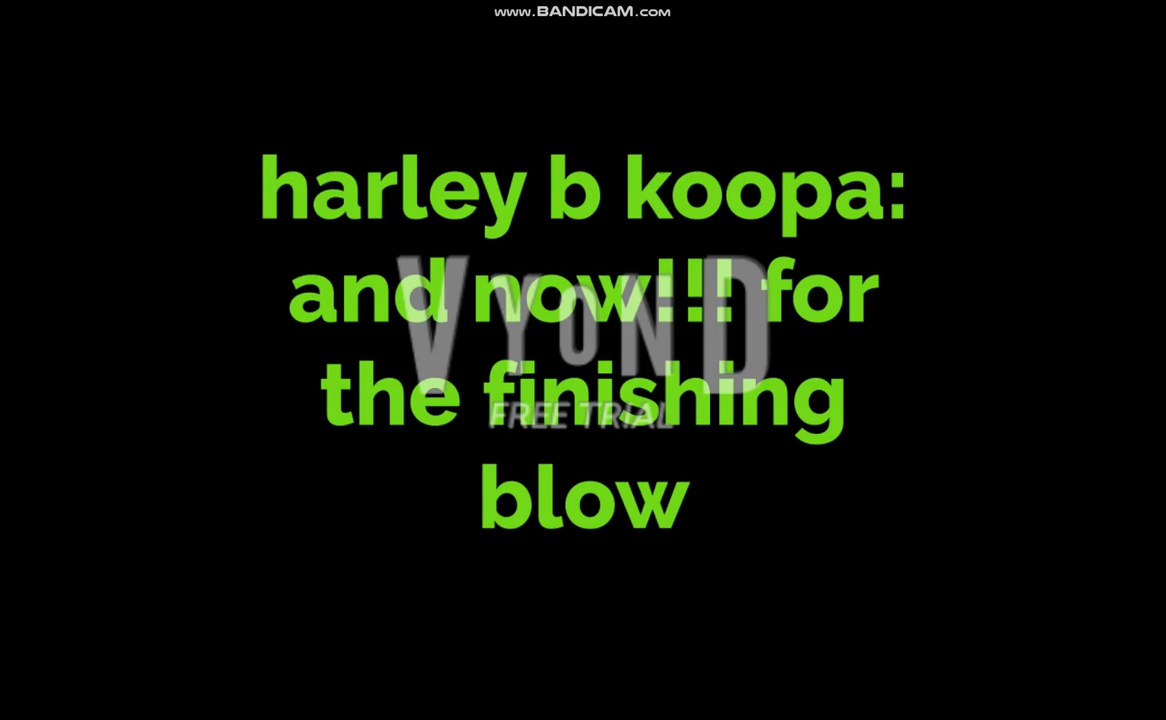 www.BANDICAM.com
harley b koopa:
and now!!! for
the finishing
blow
VYOND
FREE TRIAL